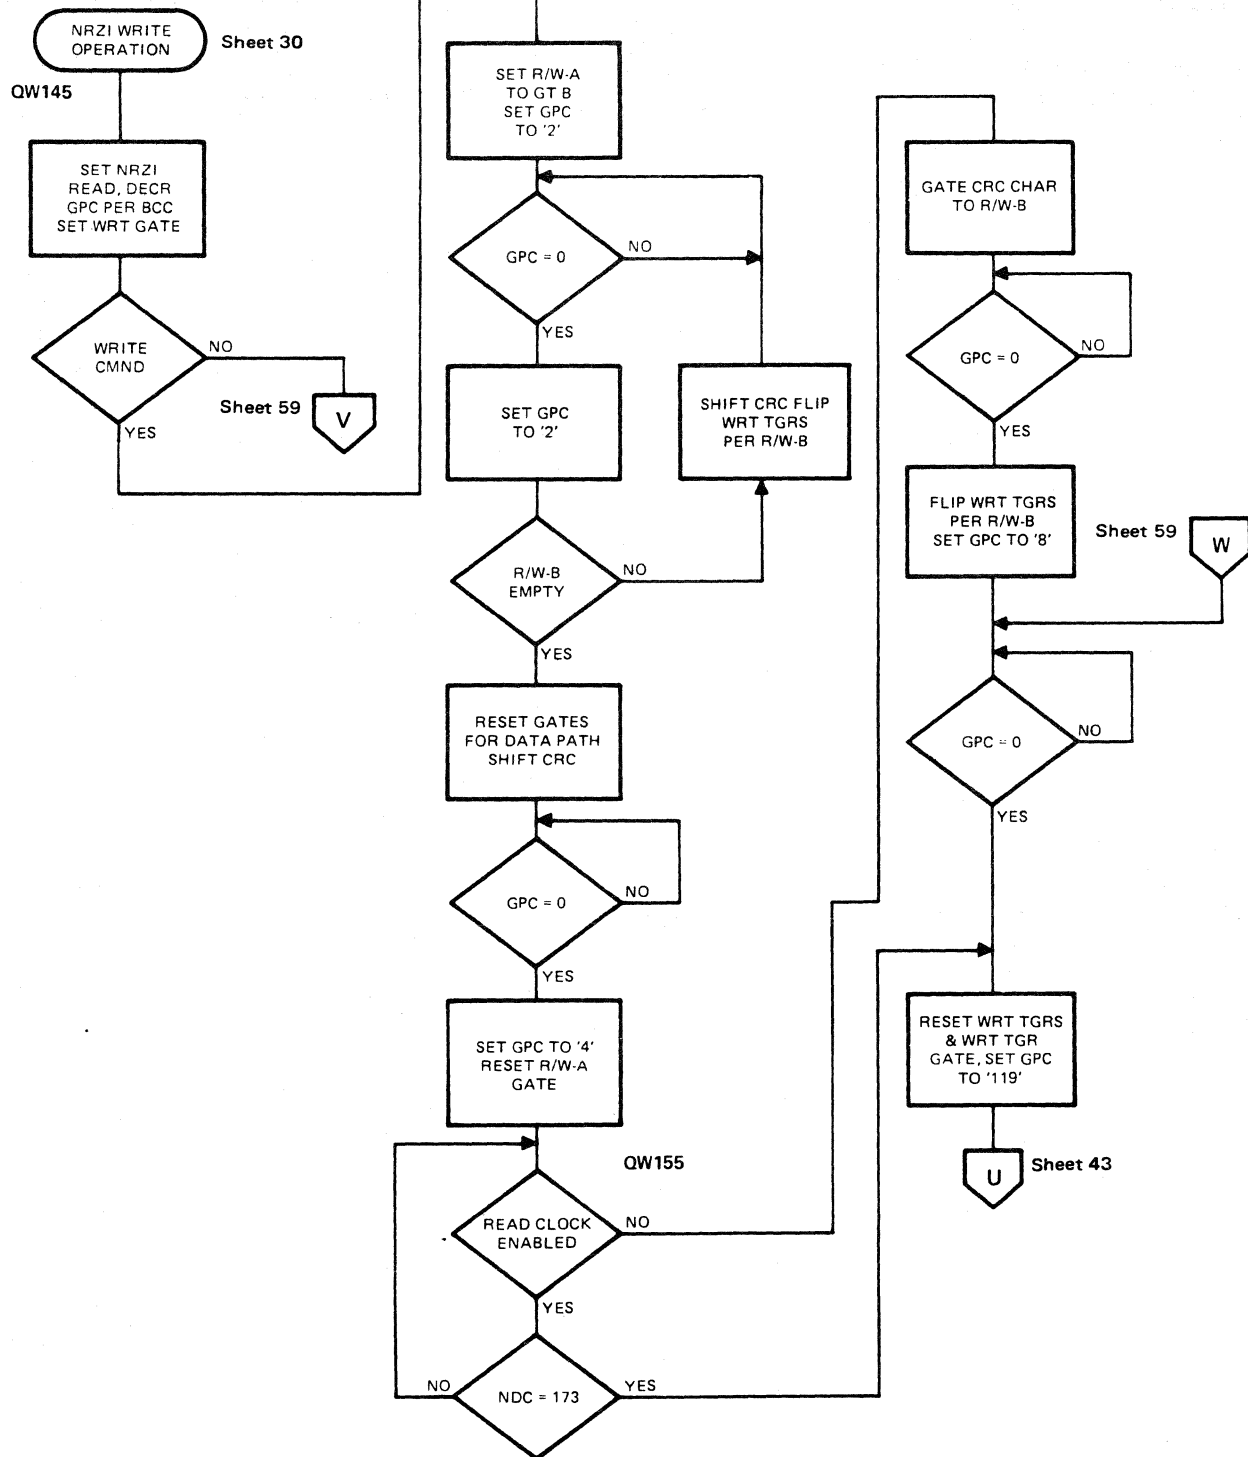 NRZI WRITE
OPERATION
Sheet 30
QW145
SET NRZI
READ, DECR
GPC PER BCC
SET WRT GATE
WRITE
CMND
NO
YES
Sheet 59
V
SET R/W-A
TO GT B
SET GPC
TO '2'
GPC = 0
NO
YES
SET GPC
TO '2'
SHIFT CRC FLIP
WRT TGRS
PER R/W-B
R/W-B
EMPTY
NO
YES
RESET GATES
FOR DATA PATH
SHIFT CRC
GPC = 0
NO
YES
SET GPC TO '4'
RESET R/W-A
GATE
QW155
READ CLOCK
ENABLED
NO
YES
NDC = 173
NO
YES
GATE CRC CHAR
TO R/W-B
GPC = 0
NO
YES
FLIP WRT TGRS
PER R/W-B
SET GPC TO '8'
Sheet 59
W
GPC = 0
NO
YES
RESET WRT TGRS
& WRT TGR
GATE, SET GPC
TO '119'
U
Sheet 43